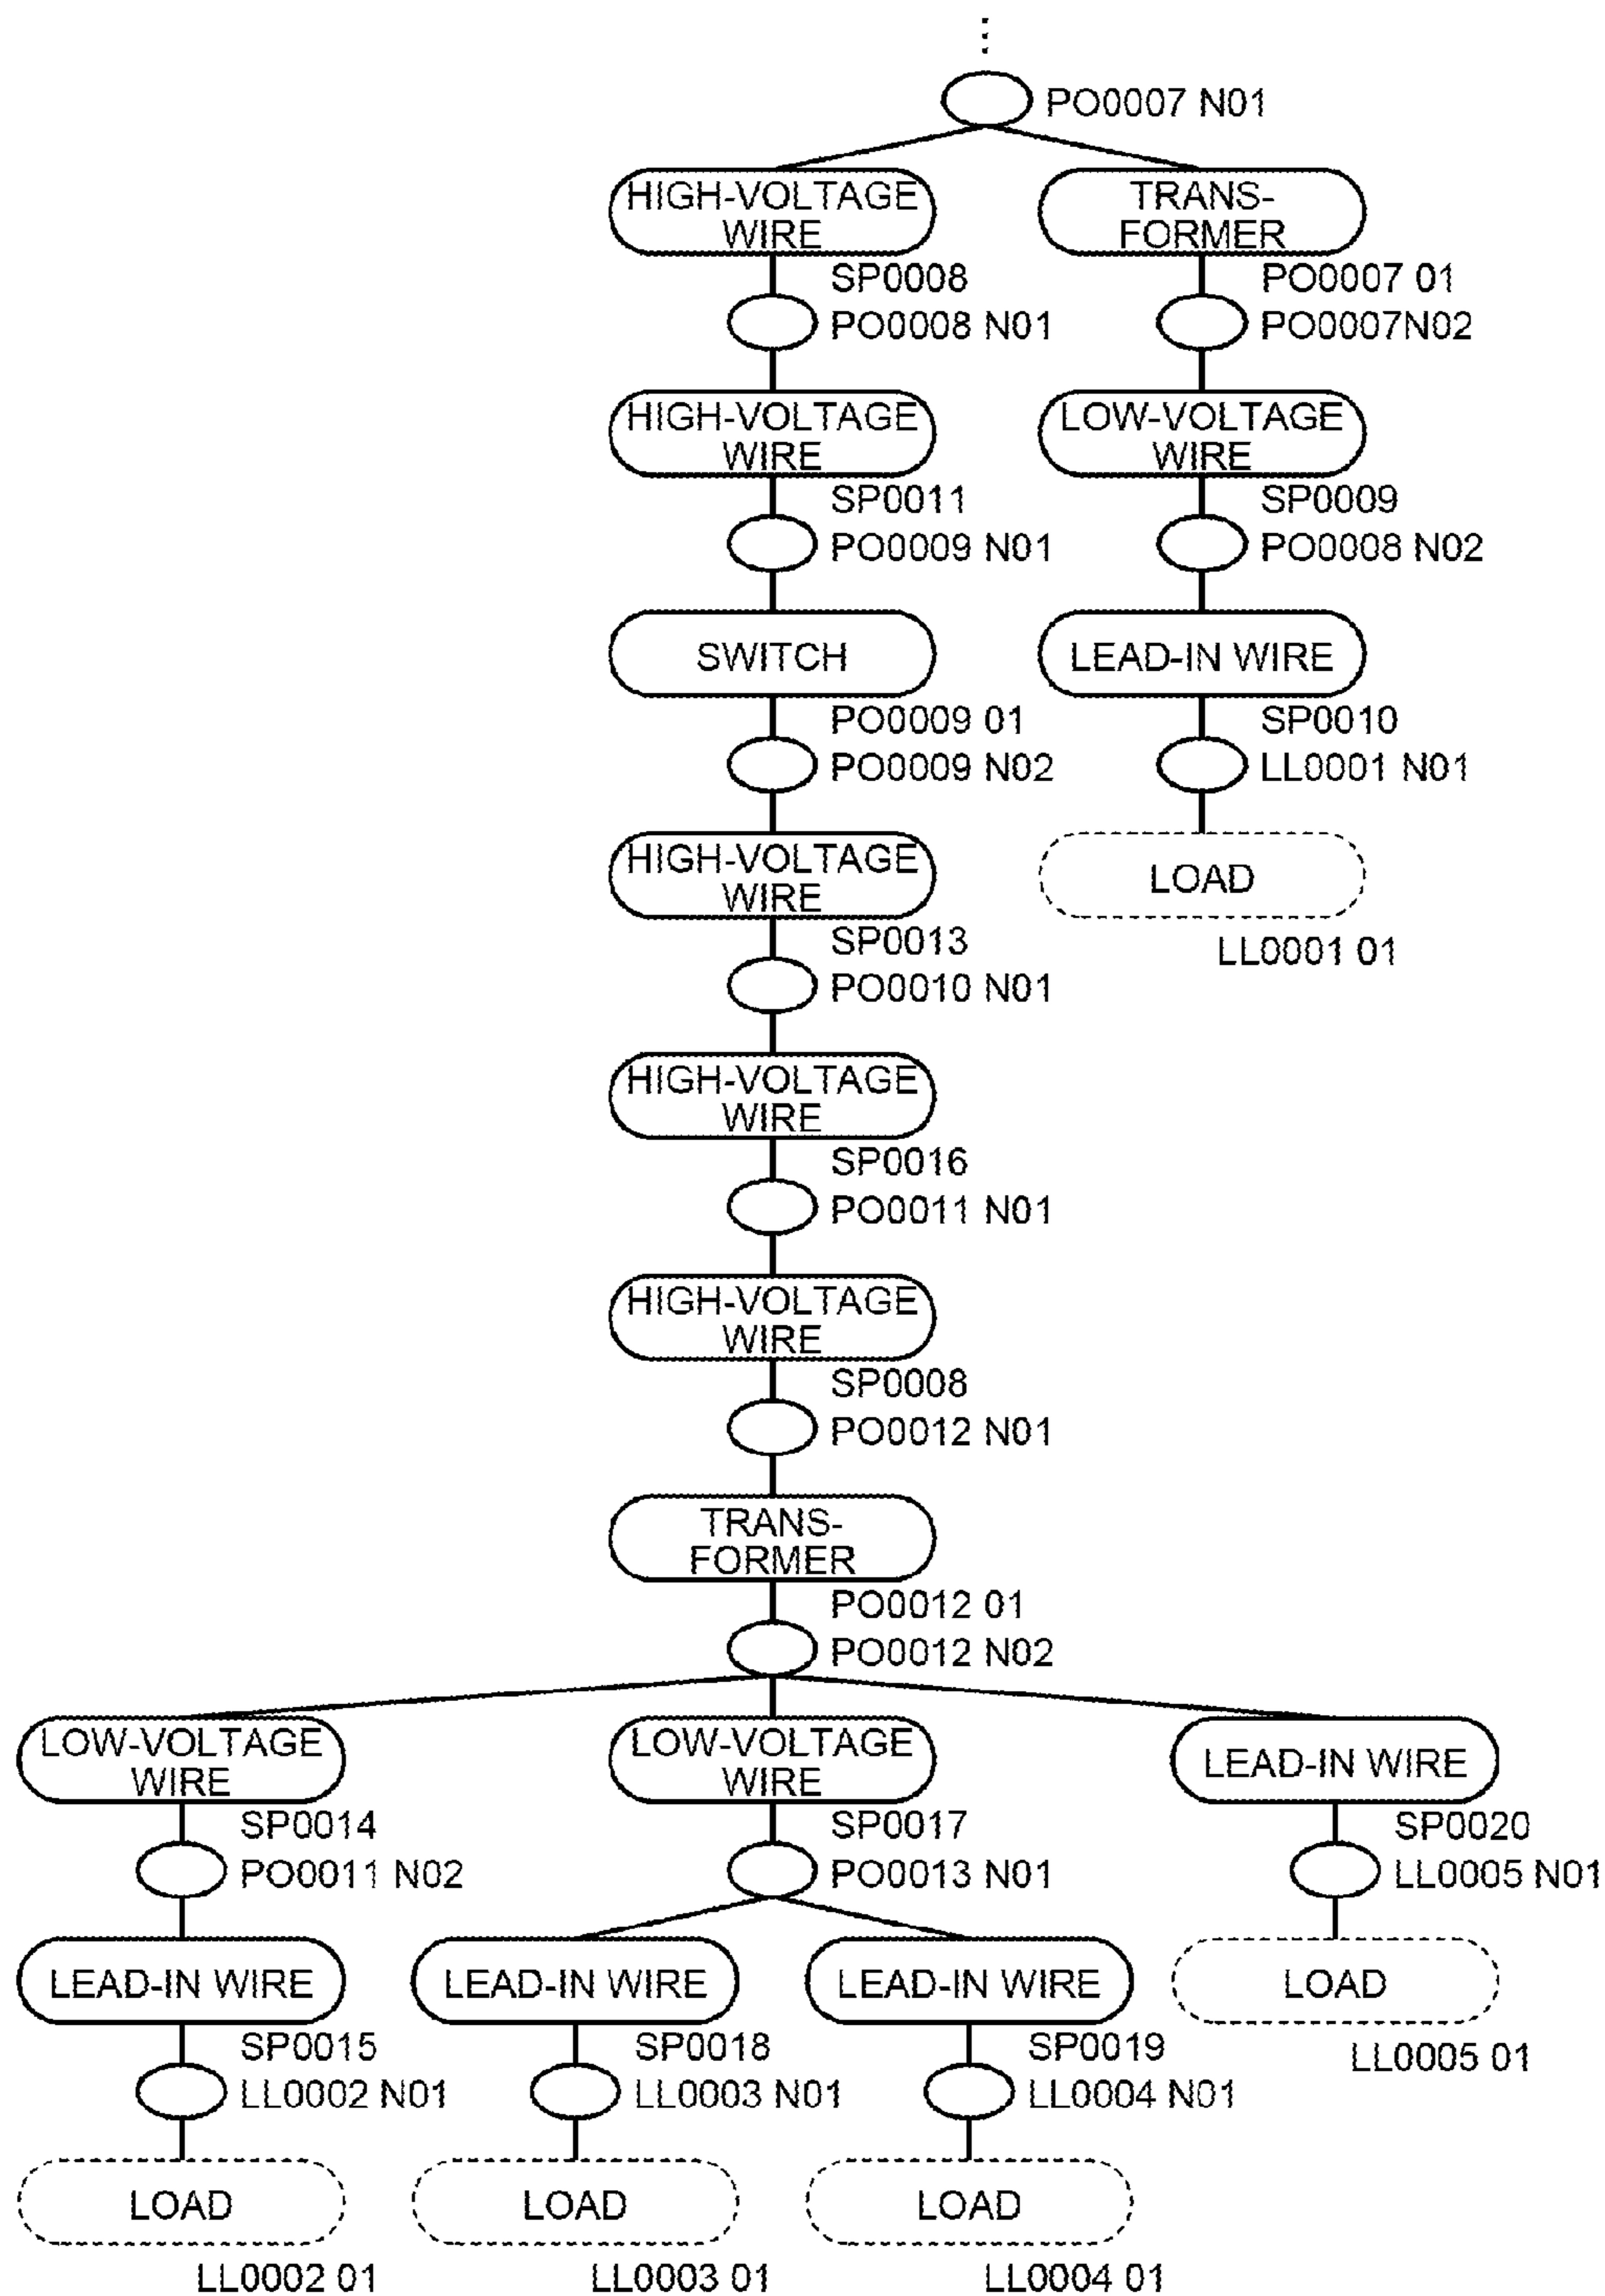 PO0007 N01
HIGH-VOLTAGE
WIRE
TRANS-
FORMER
SP0008
PO0008 N01
PO0007 01
PO0007N02
HIGH-VOLTAGE
WIRE
LOW-VOLTAGE
WIRE
SP0011
PO0009 N01
SP0009
PO0008 N02
SWITCH
LEAD-IN WIRE
PO0009 01
PO0009 N02
SP0010
LL0001 N01
HIGH-VOLTAGE
WIRE
LOAD
LL0001 01
SP0013
PO0010 N01
HIGH-VOLTAGE
WIRE
SP0016
PO0011 N01
HIGH-VOLTAGE
WIRE
SP0008
PO0012 N01
TRANS-
FORMER
PO0012 01
PO0012 N02
LOW-VOLTAGE
WIRE
LOW-VOLTAGE
WIRE
LEAD-IN WIRE
SP0014
PO0011 N02
SP0017
PO0013 N01
SP0020
LL0005 N01
LEAD-IN WIRE
LEAD-IN WIRE
LEAD-IN WIRE
LOAD
LL0005 01
SP0015
LL0002 N01
SP0018
LL0003 N01
SP0019
LL0004 N01
LOAD
LOAD
LOAD
LL0002 01
LL0003 01
LL0004 01